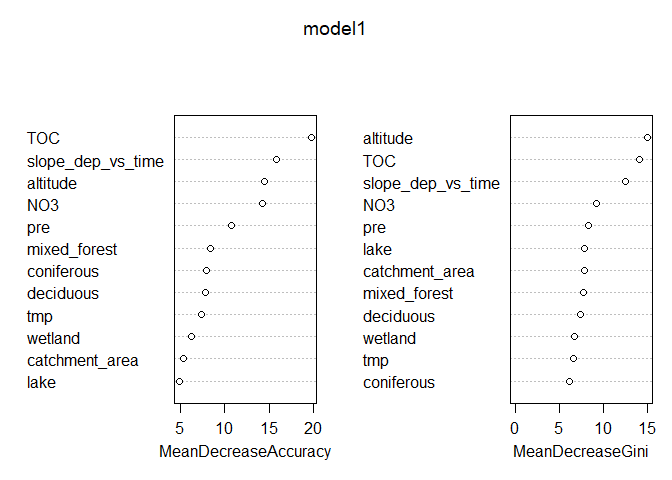 model1
TOC
slope_dep_vs_time
altitude
NO3
pre
mixed_forest
coniferous
deciduous
tmp
wetland
catchment_area
lake
5 10 15 20
MeanDecreaseAccuracy
altitude
TOC
slope_dep_vs_time
NO3
pre
lake
catchment_area
mixed_forest
deciduous
wetland
tmp
coniferous
0 5 10 15
MeanDecreaseGini